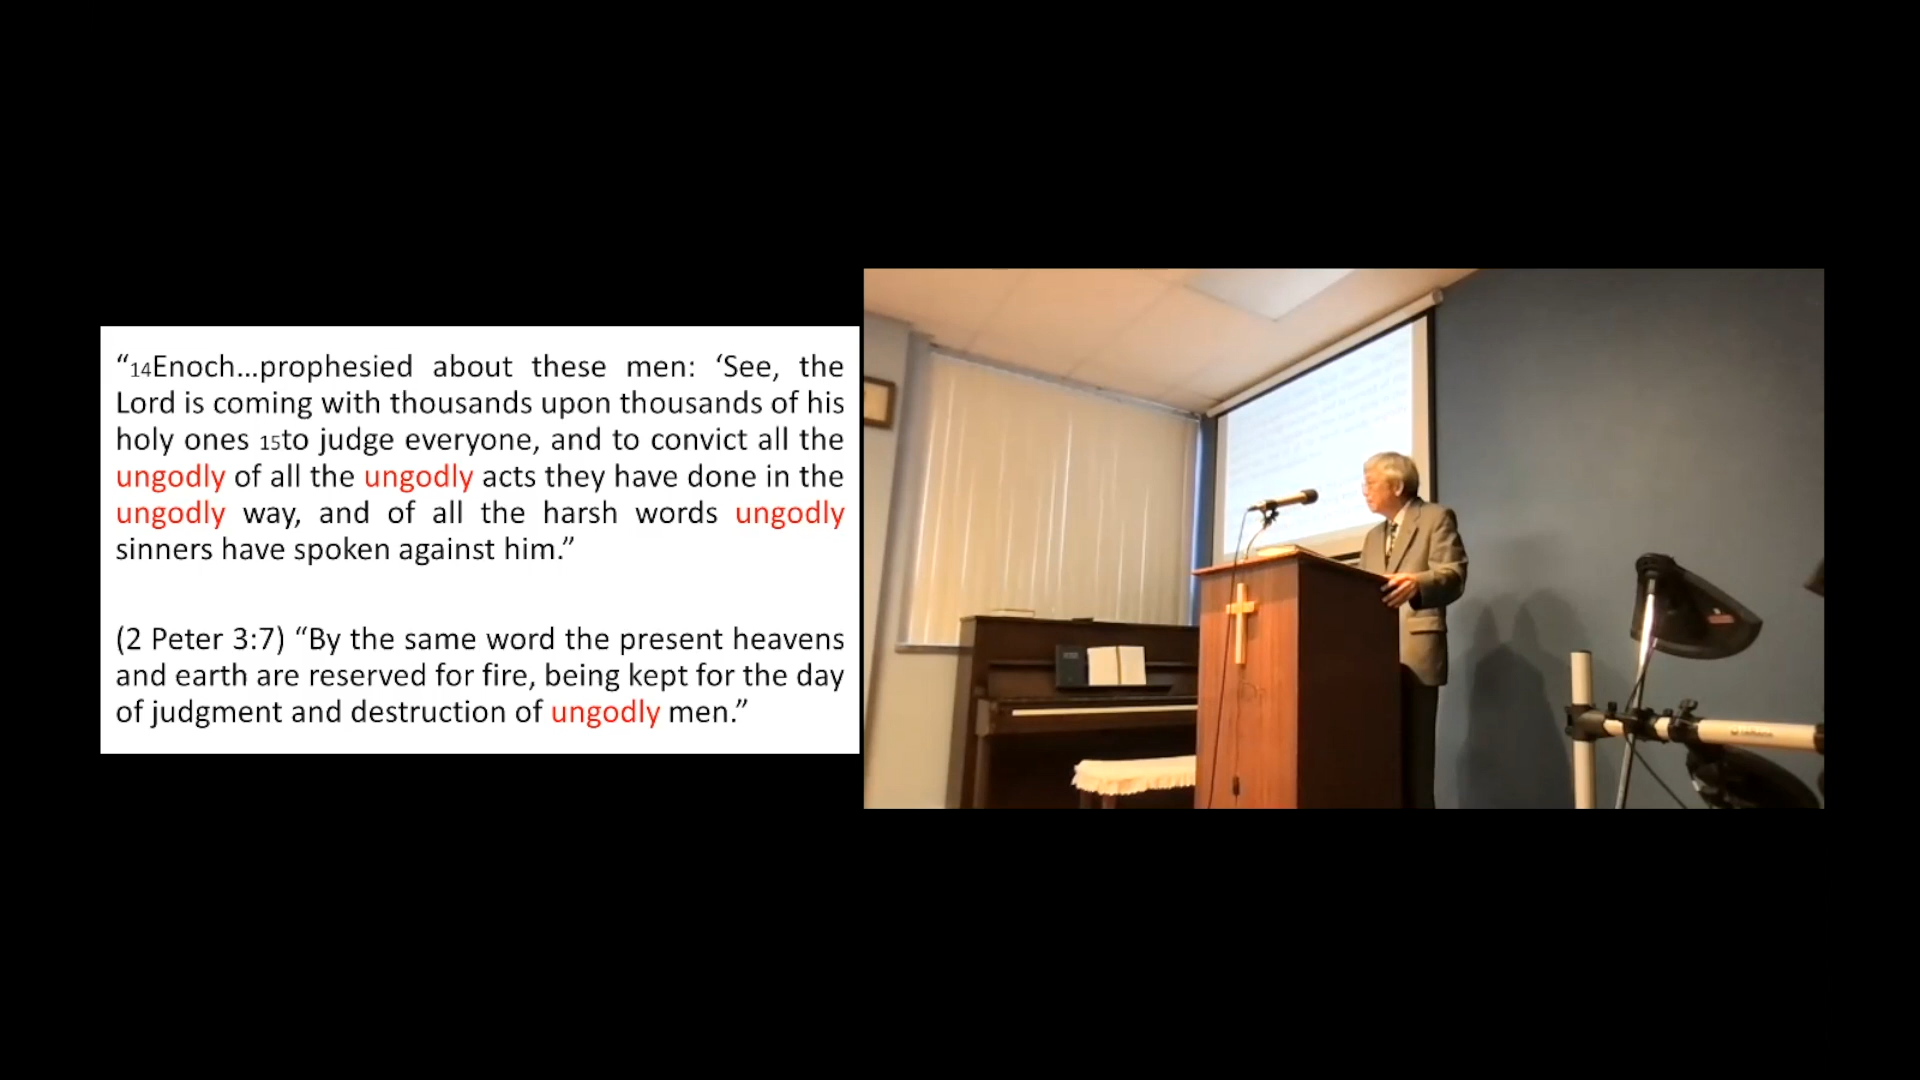 “14Enoch...prophesied about these men: ‘See, the
Lord is coming with thousands upon thousands of his
holy ones 15to judge everyone, and to convict all the
ungodly of all the ungodly acts they have done in the
ungodly way, and of all the harsh words ungodly
sinners have spoken against him.”
(2 Peter 3:7) “By the same word the present heavens
and earth are reserved for fire, being kept for the day
of judgment and destruction of ungodly men.”